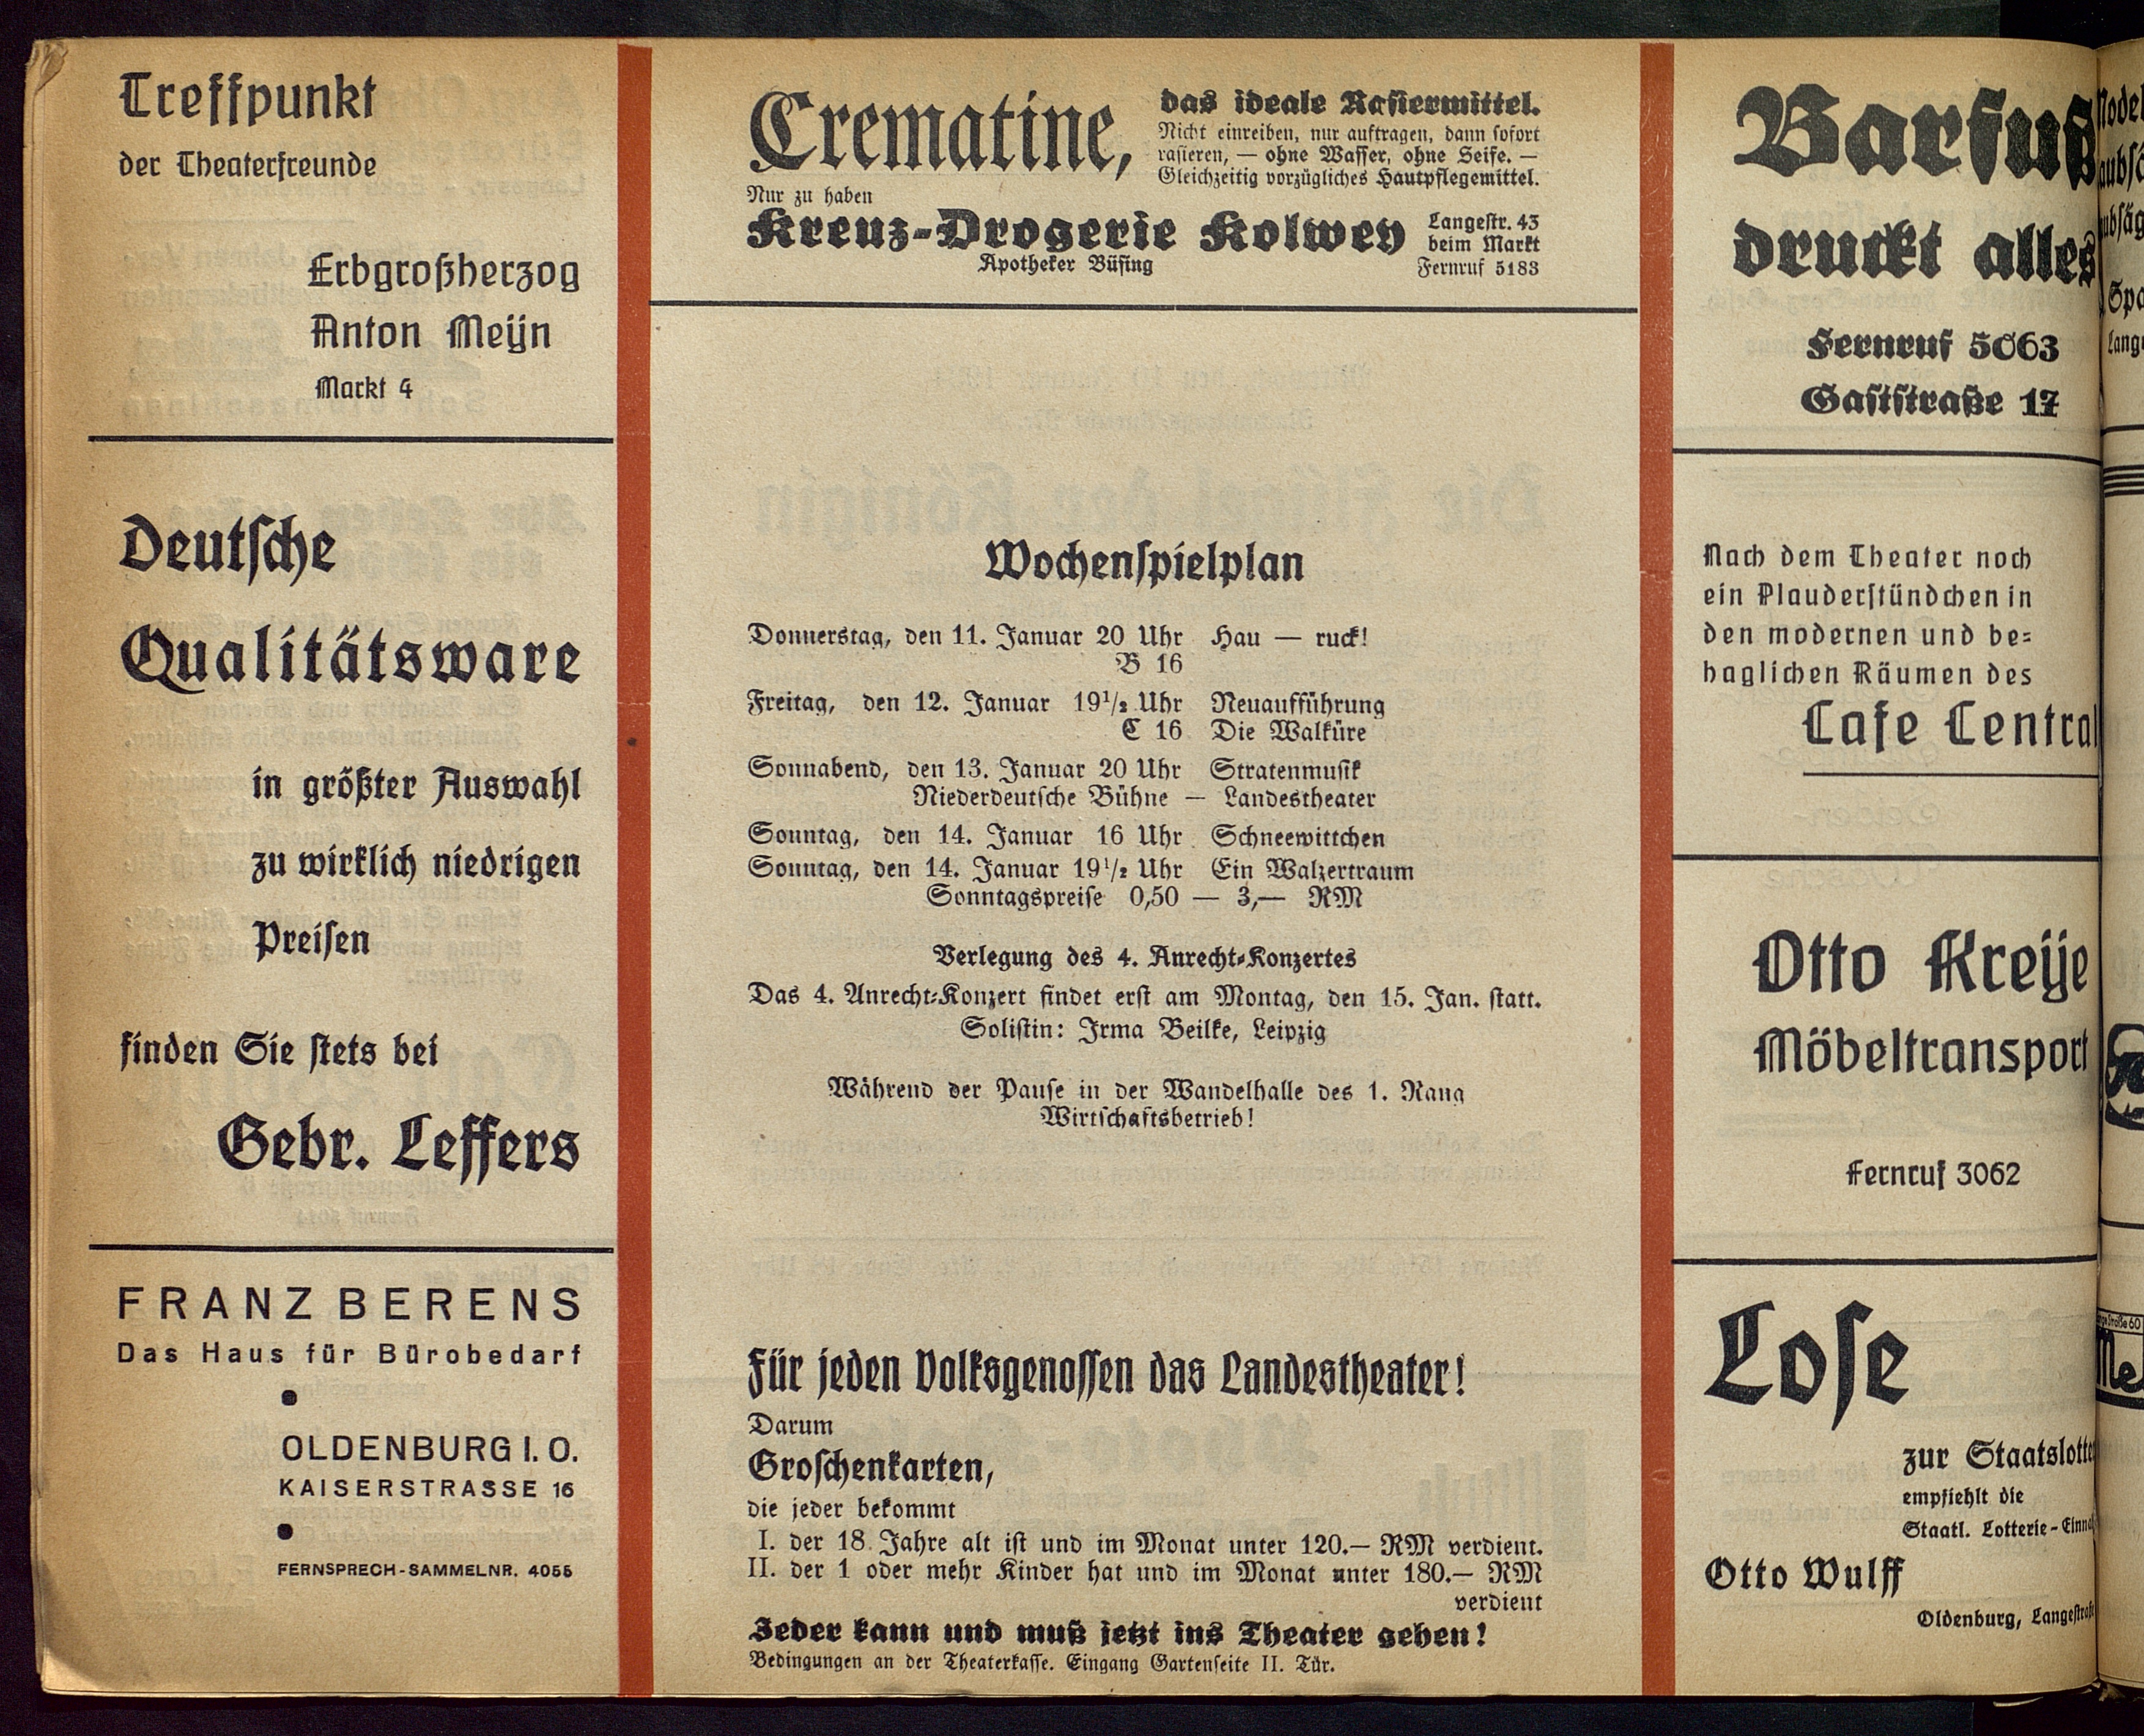 Treffpunkt
der Theaterfreunde
Erbgroßherzog
Anton Meijn
Markt 4
Deutsche
Qualitätsware
in größter Auswahl
zu wirklich niedrigen
Preisen
finden Sie stets bei
Gebr. Leffers
FRANZ BERENS
Das Haus für Bürobedarf
OLDENBURG I. O.
KAISERSTRASSE 16
FERNSPRECH-SAMMELNR. 4055
Crematine,
das ideale Rasiermittel.
Nicht einreiben, nur auftragen, dann sofort
rasieren, — ohne Wasser, ohne Seife. —
Gleichzeitig vorzügliches Hautpflegemittel.
Nur zu haben
Kreuz-Drogerie Kolwey
Apotheker Büsing
Langestr. 43
beim Markt
Fernruf 5183
Wochenspielplan
Donnerstag, den 11. Januar 20 Uhr Hau — ruck!
B 16
Freitag, den 12. Januar 19½ Uhr Neuaufführung
C 16 Die Walküre
Sonnabend, den 13. Januar 20 Uhr Stratenmusik
Niederdeutsche Bühne — Landestheater
Sonntag, den 14. Januar 16 Uhr Schneewittchen
Sonntag, den 14. Januar 19½ Uhr Ein Walzertraum
Sonntagspreise 0,50 — 3,— RM
Verlegung des 4. Anrecht-Konzertes
Das 4. Anrecht-Konzert findet erst am Montag, den 15. Jan. statt.
Solistin: Irma Beilke, Leipzig
Während der Pause in der Wandelhalle des 1. Rang
Wirtschaftsbetrieb!
Für jeden Volksgenossen das Landestheater!
Darum
Groschenkarten,
die jeder bekommt
I. der 18 Jahre alt ist und im Monat unter 120.— RM verdient.
II. der 1 oder mehr Kinder hat und im Monat unter 180.— RM
verdient
Jeder kann und muß jetzt ins Theater gehen!
Bedingungen an der Theaterkasse. Eingang Gartenseite II. Tür.
Barfus
druckt alles
Fernruf 5063
Gaststraße 17
Nach dem Theater noch
ein Plauderstündchen in
den modernen und be-
haglichen Räumen des
Cafe Central
Otto Kreije
Möbeltransport
Fernruf 3062
Lose
zur
empfiehlt die
Staatl.
Otto Wulff
Oldenburg,